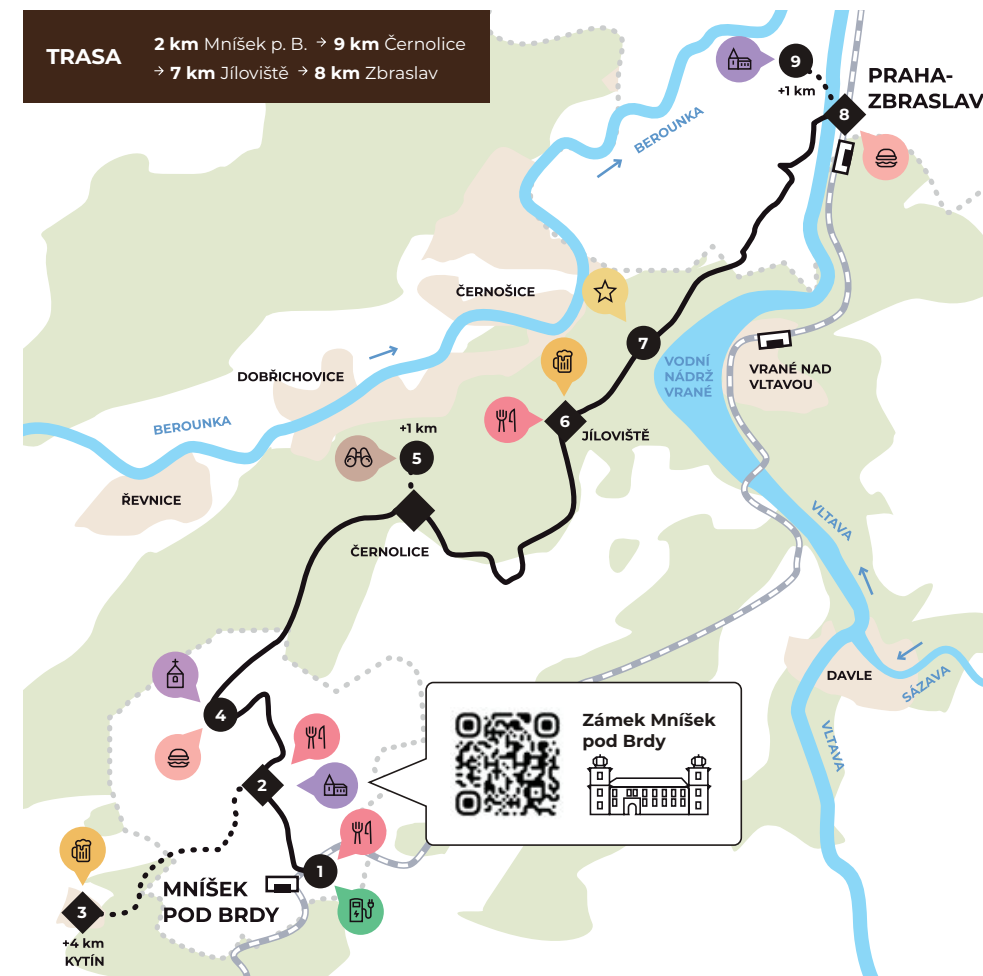 TRASA
2 km Mníšek p. B. → 9 km Černolice
→ 7 km Jíloviště → 8 km Zbraslav
9
+1 km
PRAHA-
ZBRASLAV
8
BEROUNKA
ČERNOŠICE
7
VODNÍ
NÁDRŽ
VRANÉ
VRANÉ NAD
VLTAVOU
DOBŘICHOVICE
BEROUNKA
6
JÍLOVIŠTĚ
+1 km
5
ŘEVNICE
ČERNOLICE
VLTAVA
DAVLE
SÁZAVA
VLTAVA
4
Zámek Mníšek
pod Brdy
2
1
MNÍŠEK
POD BRDY
3
+4 km
KYTÍN